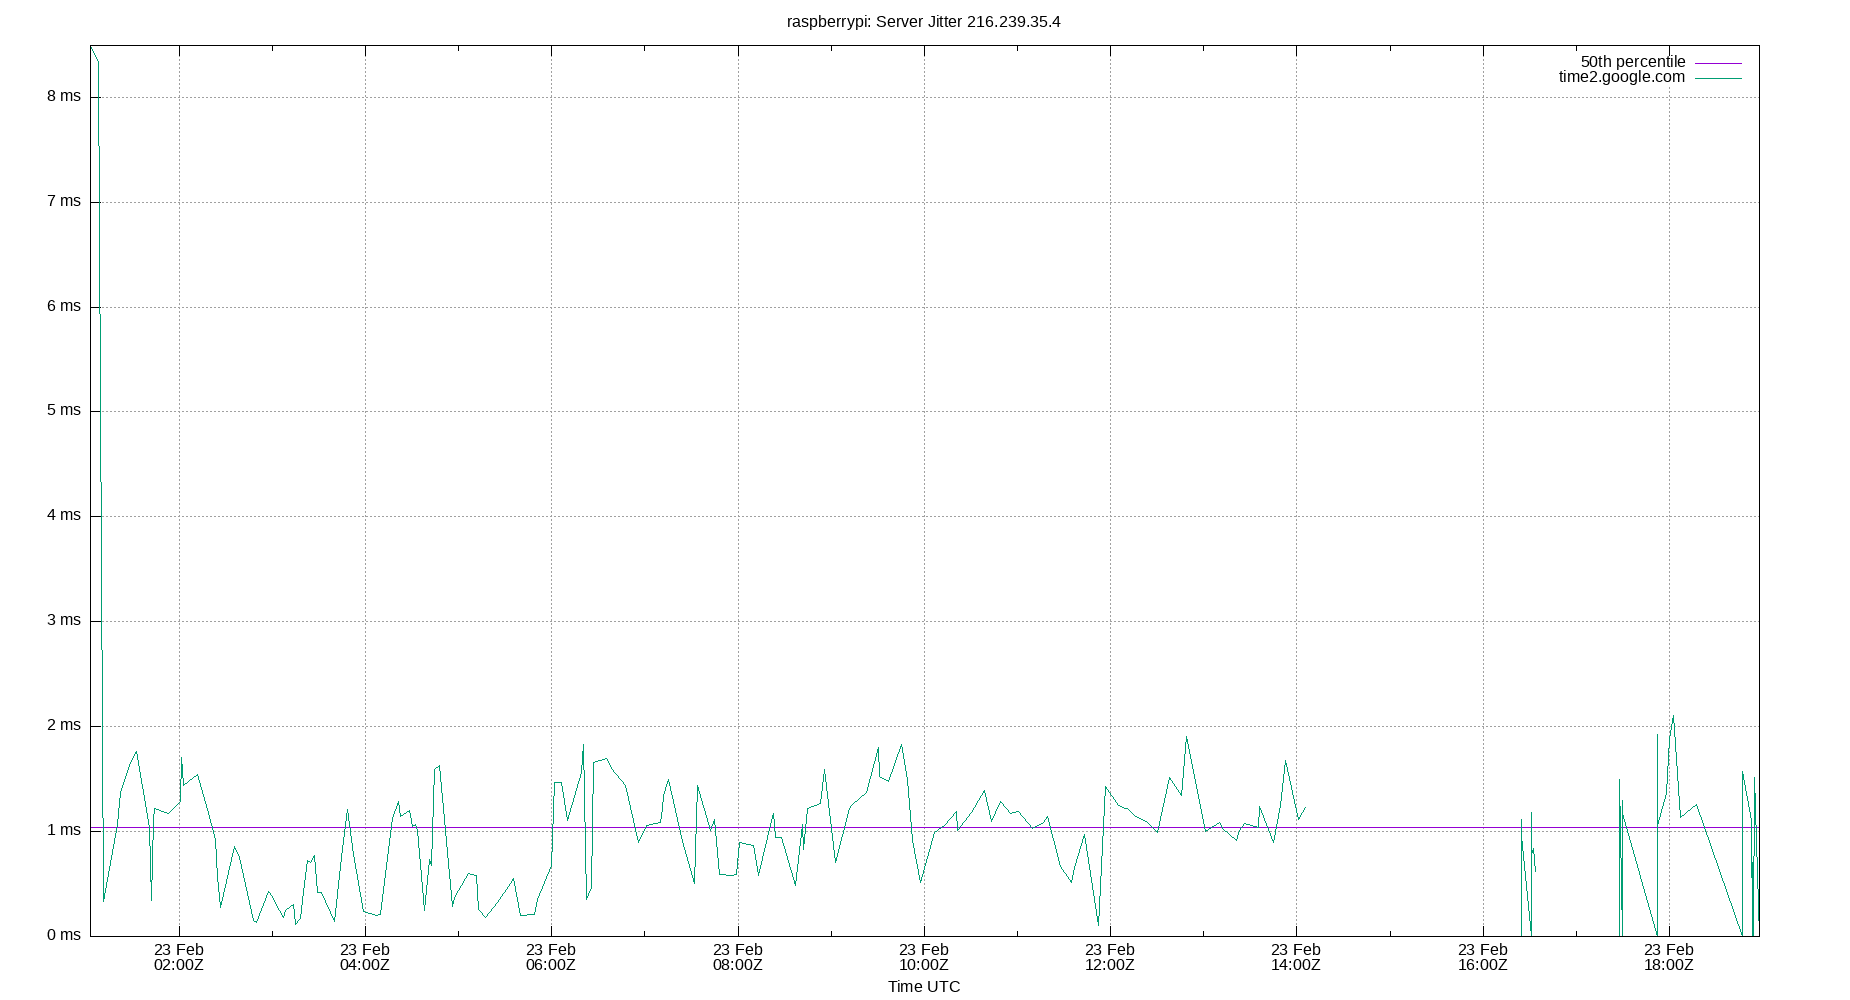 raspberrypi: Server Jitter 216.239.35.4
50th percentile
time2.google.com
8 ms
7 ms
6 ms
5 ms
4 ms
3 ms
2 ms
1 ms
0 ms
23 Feb 23 Feb 23 Feb 23 Feb 23 Feb 23 Feb 23 Feb 23 Feb 23 Feb
02:00Z 04:00Z 06:00Z 08:00Z 10:00Z 12:00Z 14:00Z 16:00Z 18:00Z
Time UTC